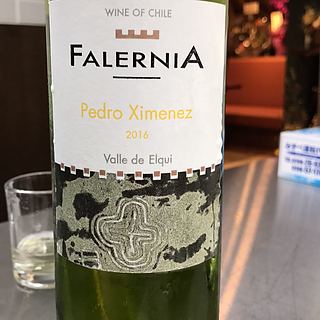 WINE OF CHILE
FALERNIA
Pedro Ximenez
2016
Valle de Elqui